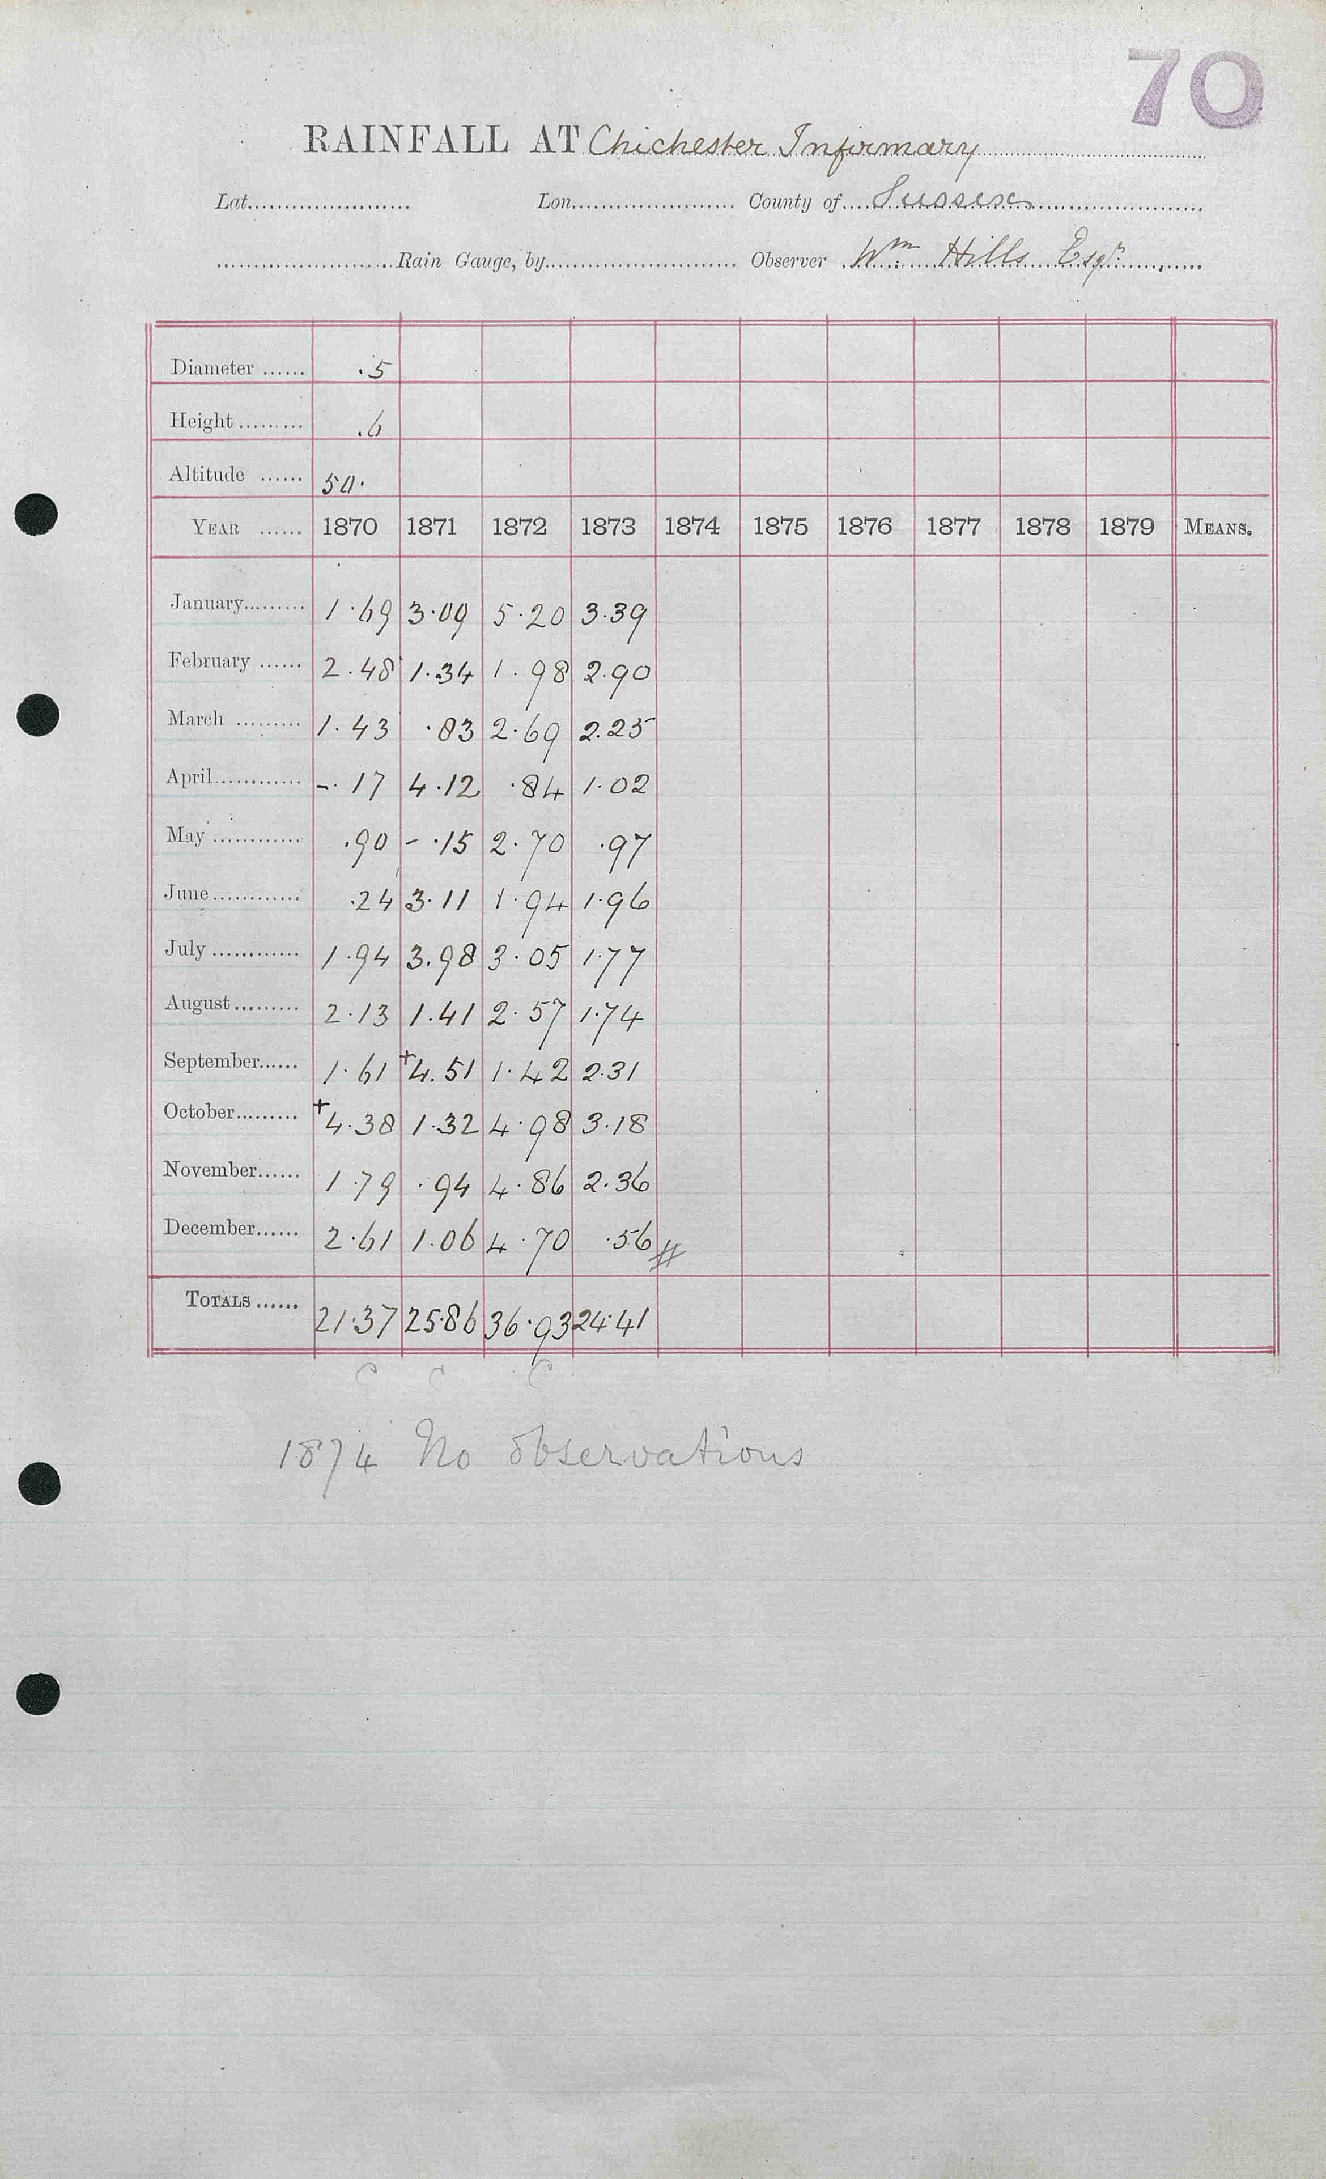 70
RAINFALL AT Chichester Infirmary
Lat. Lon. County of Sussex
Rain Gauge, by Observer Wm Hills Esqr
Diameter ...... .5
Height ......... .6
Altitude ...... 50.
YEAR ...... 1870 1871 1872 1873 1874 1875 1876 1877 1878 1879 MEANS.
January......... 1.69 3.09 5.20 3.39
February ...... 2.48 1.34 1.98 2.90
March ......... 1.43 .83 2.69 2.25
April............ -.17 4.12 .84 1.02
May ............ .90 - .15 2.70 .97
June............ .24 3.11 1.94 1.96
July ............ 1.94 3.98 3.05 1.77
August......... 2.13 1.41 2.57 1.74
September...... 1.61 +4.51 1.42 2.31
October......... +4.38 1.32 4.98 3.18
November...... 1.79 .94 4.86 2.36
December...... 2.61 1.06 4.70 .56 #
TOTALS ...... 21.37 25.86 36.93 24.41
C C C
1874 No observations